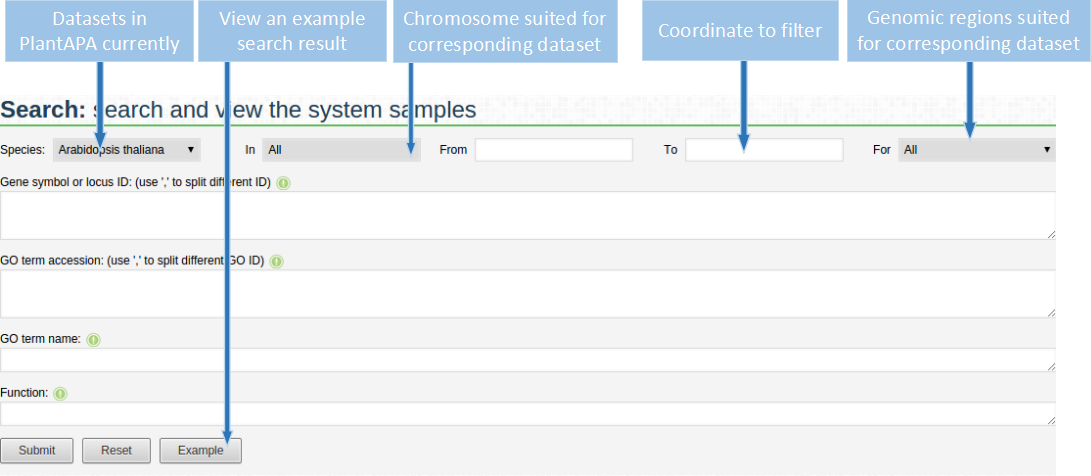 Datasets in
PlantAPA currently
View an example
search result
Chromosome suited for
corresponding dataset
Coordinate to filter
Genomic regions suited
for corresponding dataset
Search: search and view the system samples
Species: Arabidopsis thaliana In All From To For All
Gene symbol or locus ID: (use ',' to split different ID)
GO term accession: (use ',' to split different GO ID)
GO term name:
Function:
Submit Reset Example